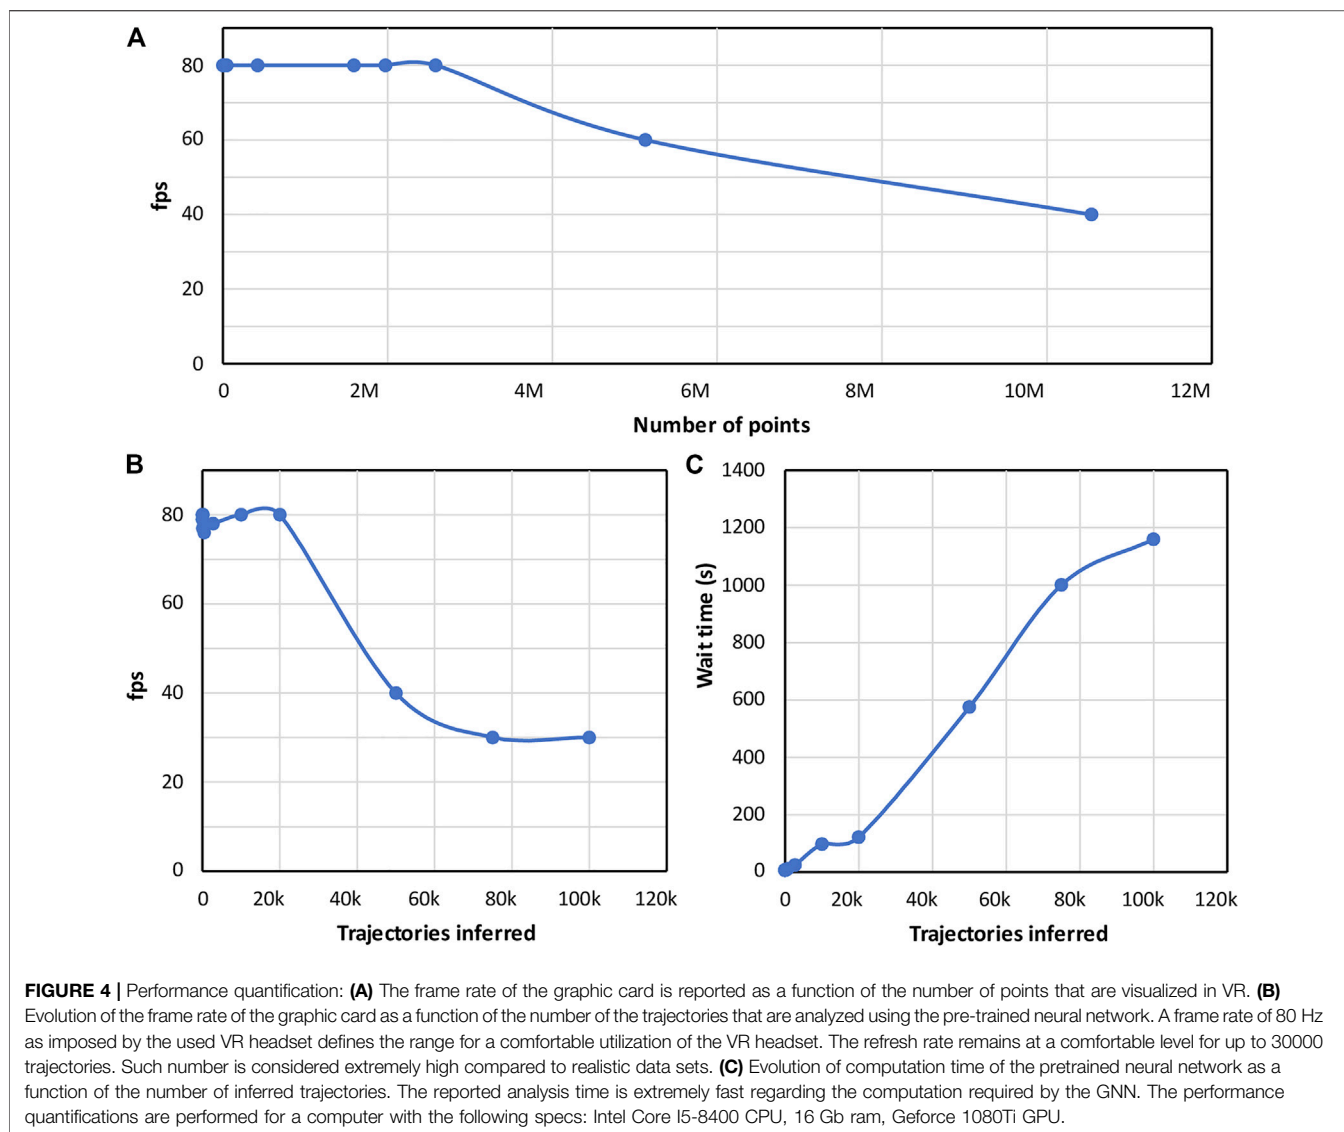 A
80
60
40
20
0
fps
0 2M 4M 6M 8M 10M 12M
Number of points
B
80
60
40
20
0
fps
0 20k 40k 60k 80k 100k 120k
Trajectories inferred
C
1400
1200
1000
800
600
400
200
0
Wait time (s)
0 20k 40k 60k 80k 100k 120k
Trajectories inferred
FIGURE 4 | Performance quantification: (A) The frame rate of the graphic card is reported as a function of the number of points that are visualized in VR. (B)
Evolution of the frame rate of the graphic card as a function of the number of the trajectories that are analyzed using the pre-trained neural network. A frame rate of 80 Hz
as imposed by the used VR headset defines the range for a comfortable utilization of the VR headset. The refresh rate remains at a comfortable level for up to 30000
trajectories. Such number is considered extremely high compared to realistic data sets. (C) Evolution of computation time of the pretrained neural network as a
function of the number of inferred trajectories. The reported analysis time is extremely fast regarding the computation required by the GNN. The performance
quantifications are performed for a computer with the following specs: Intel Core I5-8400 CPU, 16 Gb ram, Geforce 1080Ti GPU.